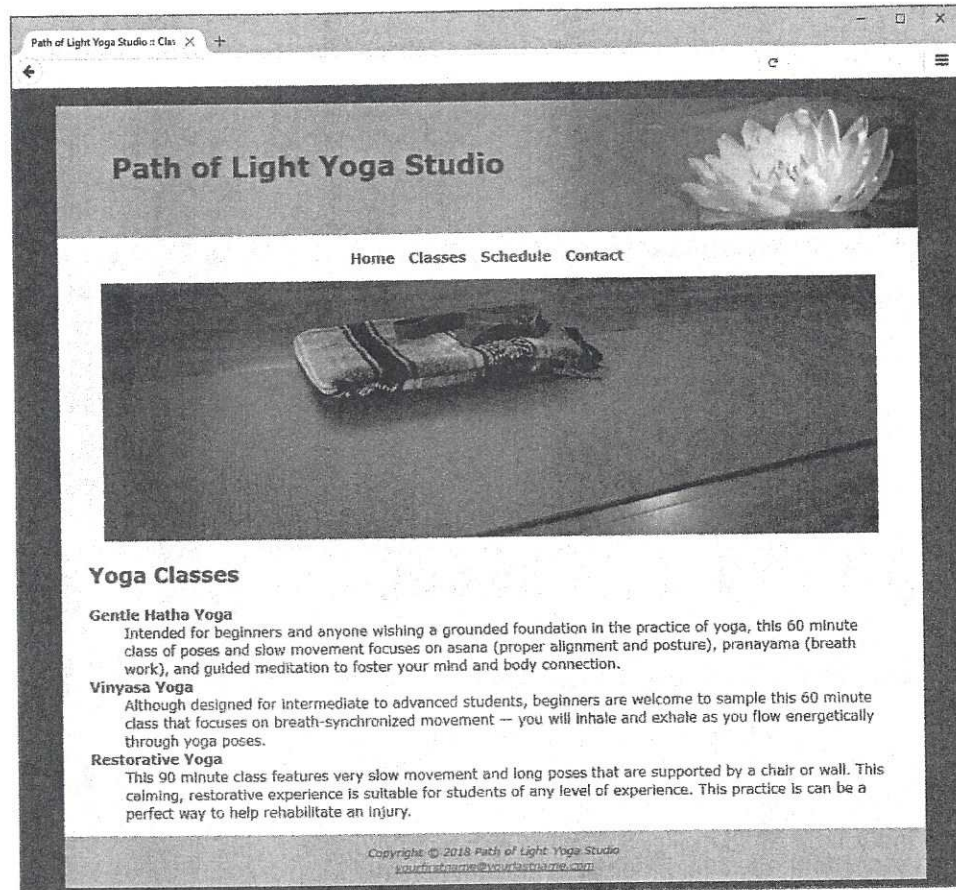 Path of Light Yoga Studio :: Clas
Path of Light Yoga Studio
Home Classes Schedule Contact
Yoga Classes
Gentle Hatha Yoga
Intended for beginners and anyone wishing a grounded foundation in the practice of yoga, this 60 minute
class of poses and slow movement focuses on asana (proper alignment and posture), pranayama (breath
work), and guided meditation to foster your mind and body connection.
Vinyasa Yoga
Although designed for intermediate to advanced students, beginners are welcome to sample this 60 minute
class that focuses on breath-synchronized movement — you will inhale and exhale as you flow energetically
through yoga poses.
Restorative Yoga
This 90 minute class features very slow movement and long poses that are supported by a chair or wall. This
calming, restorative experience is suitable for students of any level of experience. This practice is can be a
perfect way to help rehabilitate an injury.
Copyright © 2018 Path of Light Yoga Studio
yourfirstname@yourlastname.com